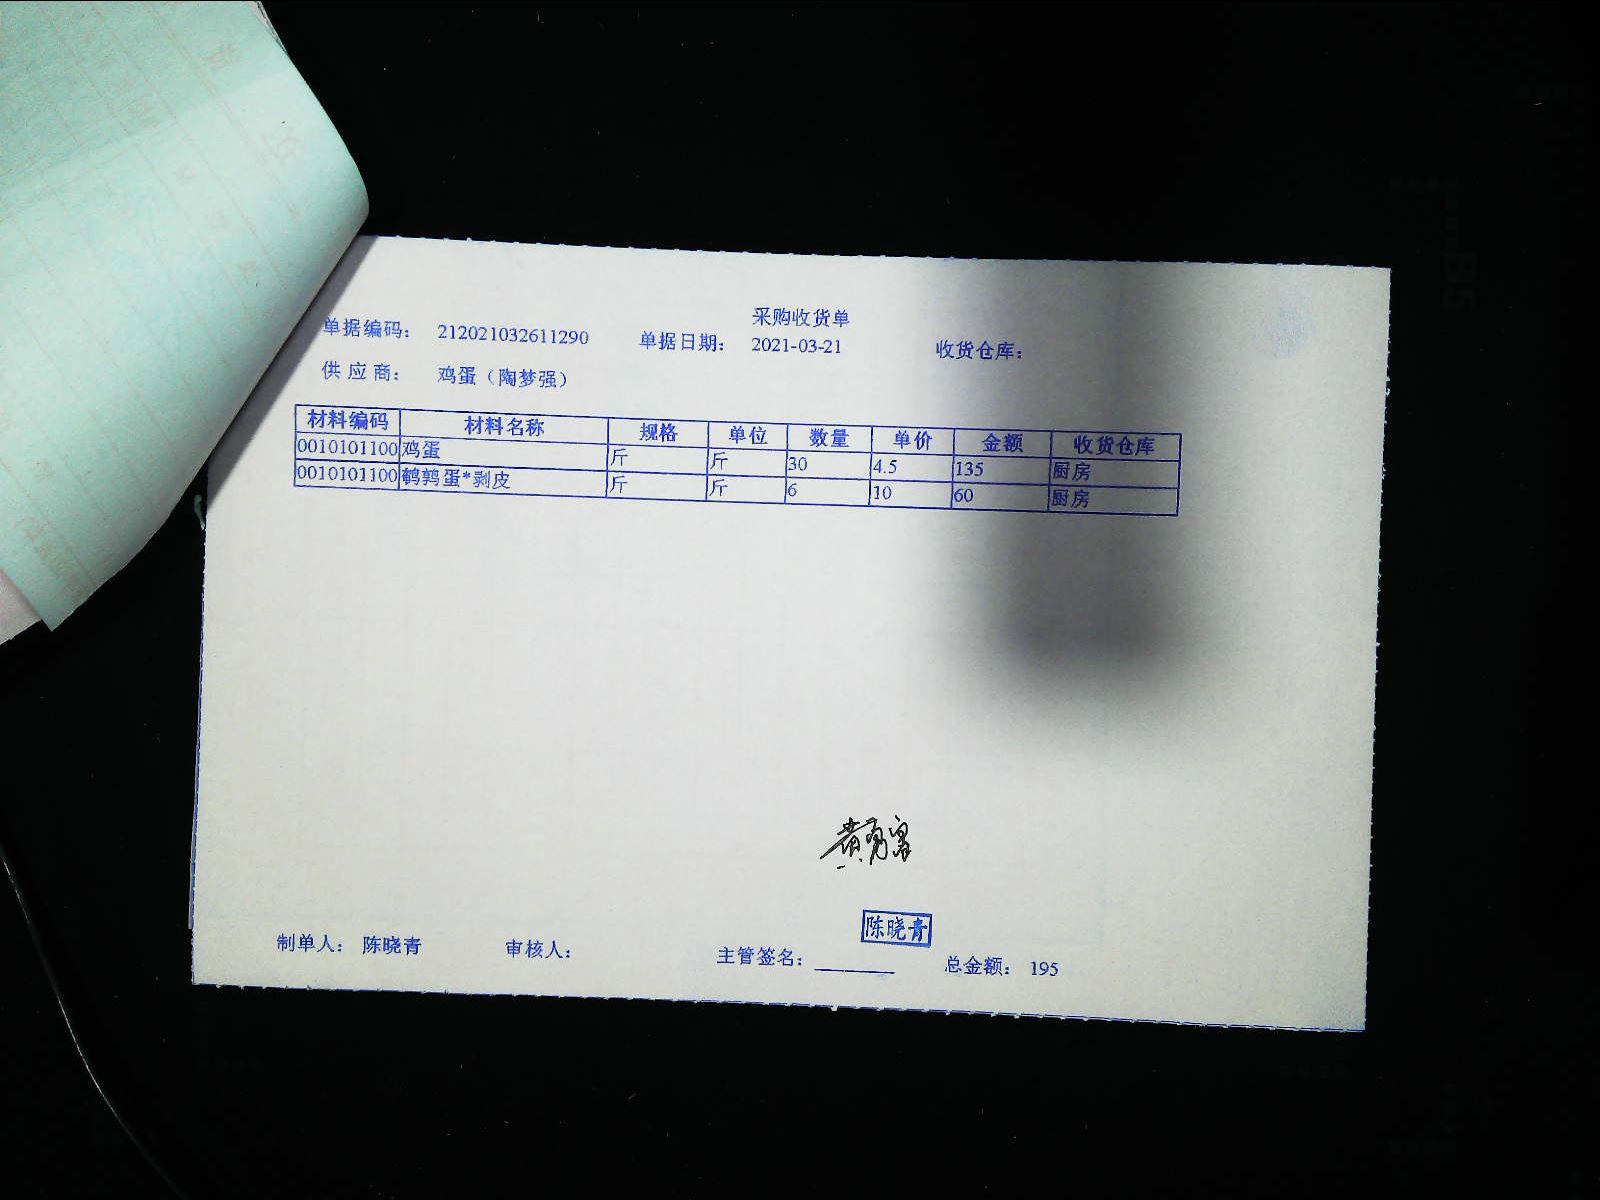 采购收货单
单据编码： 212021032611290 单据日期： 2021-03-21 收货仓库：
供应商： 鸡蛋（陶梦强）
材料编码 材料名称 规格 单位 数量 单价 金额 收货仓库
0010101100 鸡蛋 斤 斤 30 4.5 135 厨房
0010101100 鹌鹑蛋*剥皮 斤 斤 6 10 60 厨房
陈晓青
制单人： 陈晓青 审核人： 主管签名： 总金额： 195